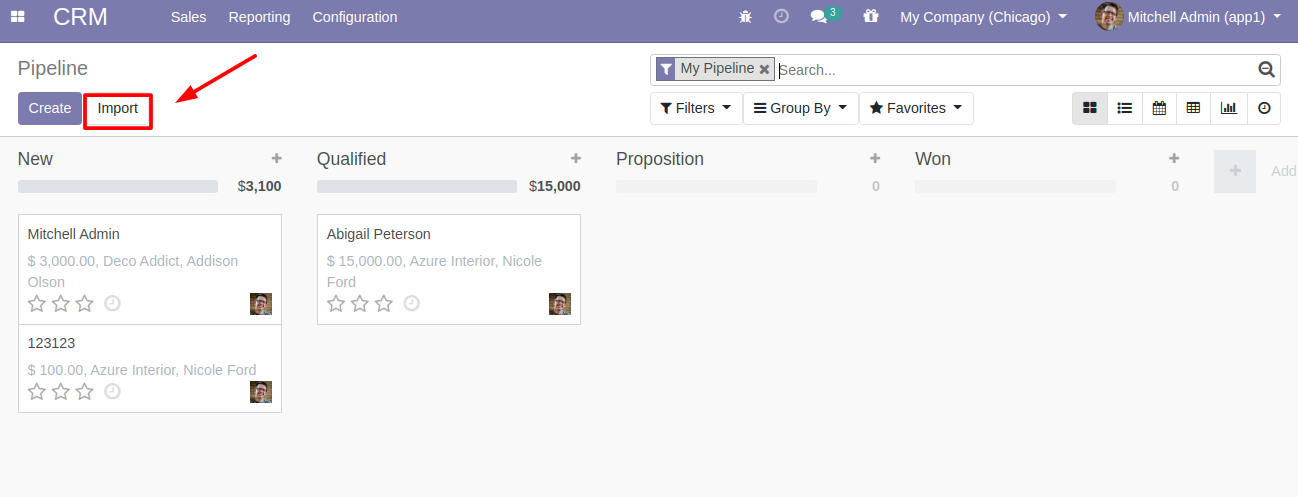 CRM Sales Reporting Configuration 3 My Company (Chicago) Mitchell Admin (app1)
Pipeline
My Pipeline Search...
Create Import
Filters Group By Favorites
New Qualified Proposition Won
Add
$3,100 $15,000 0 0
Mitchell Admin
$ 3,000.00, Deco Addict, Addison
Olson
123123
$ 100.00, Azure Interior, Nicole Ford
Abigail Peterson
$ 15,000.00, Azure Interior, Nicole
Ford